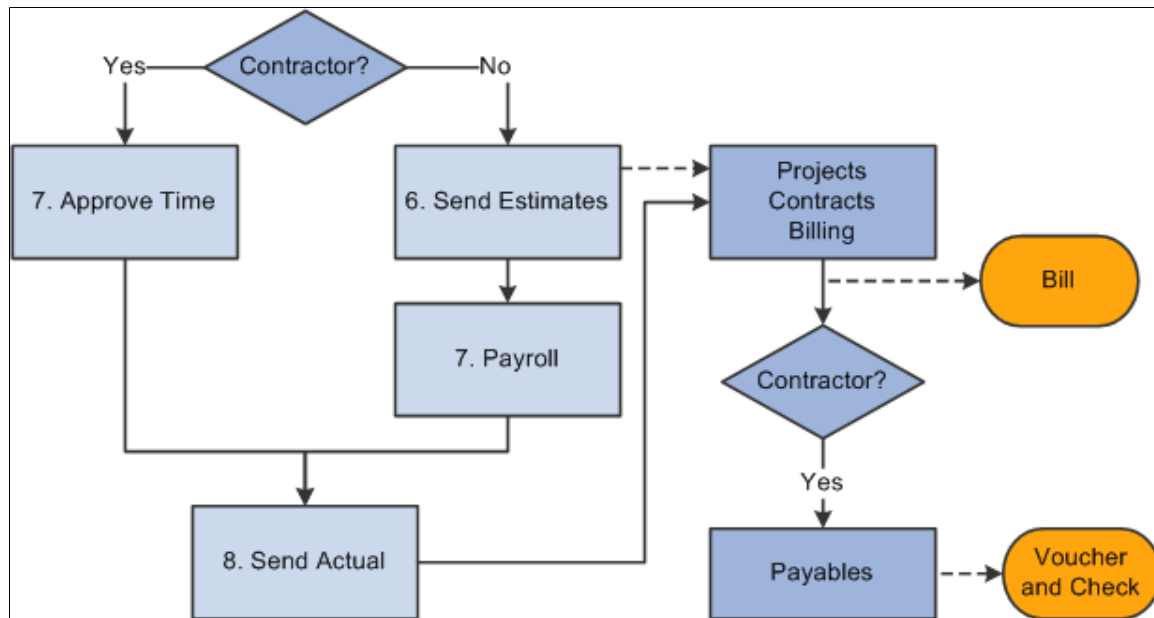 Contractor?
Yes
No
7. Approve Time
6. Send Estimates
Projects
Contracts
Billing
Bill
7. Payroll
Contractor?
Yes
8. Send Actual
Payables
Voucher
and Check